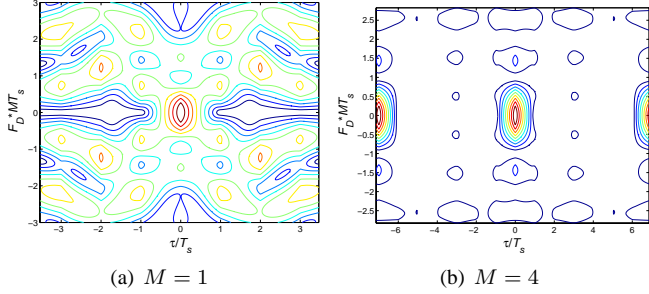 3
2
1
0
−1
−2
−3
F_D*MT_s
−3 −2 −1 0 1 2 3
τ/T_s
(a) M = 1
2.5
2
1.5
1
0.5
0
−0.5
−1
−1.5
−2
−2.5
F_D*MT_s
−6 −4 −2 0 2 4 6
τ/T_s
(b) M = 4